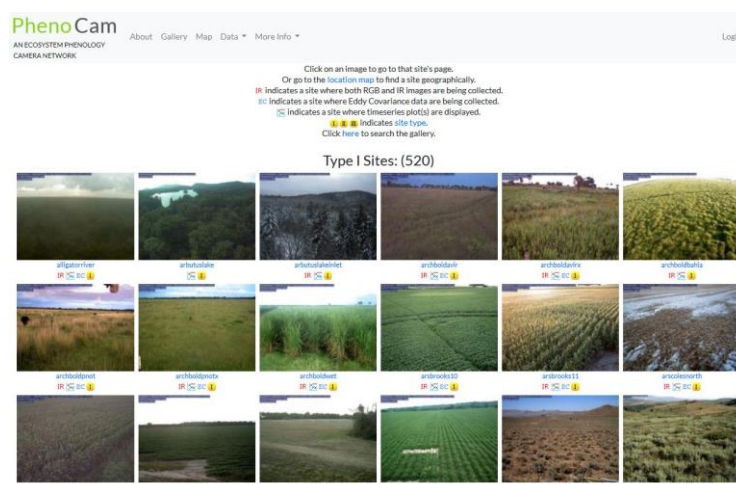 PhenoCam
AN ECOSYSTEM PHENOLOGY
CAMERA NETWORK
About Gallery Map Data More Info
Click on an image to go to that site's page.
Or go to the location map to find a site geographically.
IR indicates a site where both RGB and IR images are being collected.
EC indicates a site where Eddy Covariance data are being collected.
indicates a site where timeseries plot(s) are displayed.
I II III indicates site type.
Click here to search the gallery.
Type I Sites: (520)
alligatorriver arbutuslake arbutuslakeinlet archboldavir archboldavirx archboldbahia
IR EC I I IR I IR EC I IR EC I IR EC I
archboldpnot archboldpnotx archboldwet arsbrooks10 arsbrooks11 arscolesnorth
IR EC I IR EC I IR EC I IR EC I IR EC I IR EC I